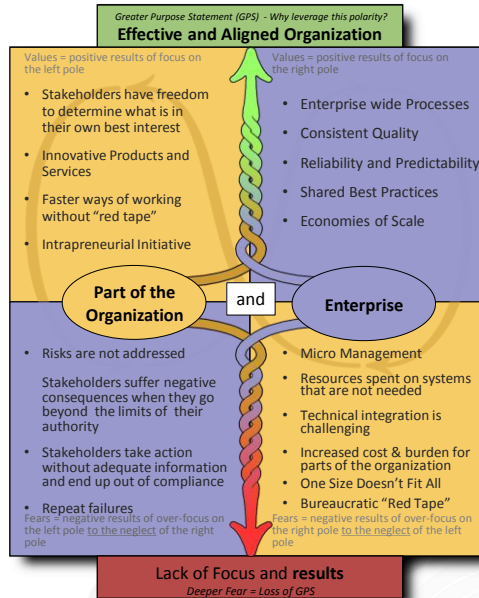 Greater Purpose Statement (GPS) - Why leverage this polarity?
Effective and Aligned Organization
Values = positive results of focus on
the left pole
• Stakeholders have freedom
to determine what is in
their own best interest
• Innovative Products and
Services
• Faster ways of working
without “red tape”
• Intrapreneurial Initiative
Values = positive results of focus on
the right pole
• Enterprise wide Processes
• Consistent Quality
• Reliability and Predictability
• Shared Best Practices
• Economies of Scale
Part of the
Organization
and
Enterprise
• Risks are not addressed
Stakeholders suffer negative
consequences when they go
beyond the limits of their
authority
• Stakeholders take action
without adequate information
and end up out of compliance
• Repeat failures
Fears = negative results of over-focus on
the left pole to the neglect of the right
pole
• Micro Management
• Resources spent on systems
that are not needed
• Technical integration is
challenging
• Increased cost & burden for
parts of the organization
• One Size Doesn’t Fit All
• Bureaucratic “Red Tape”
Fears = negative results of over-focus on
the right pole to the neglect of the left
pole
Lack of Focus and results
Deeper Fear = Loss of GPS